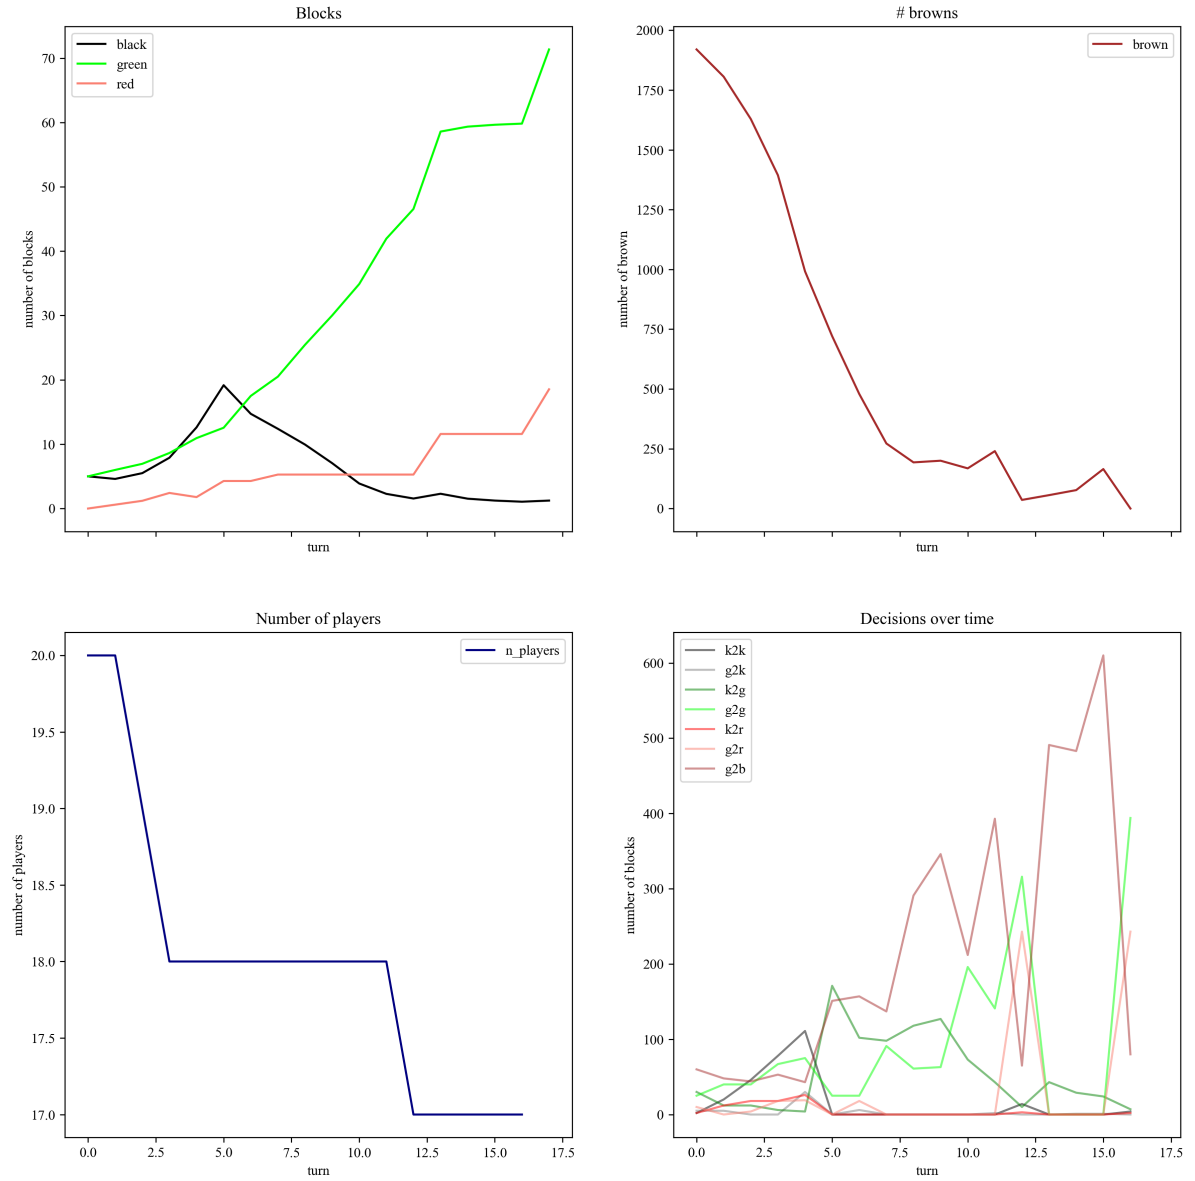 Blocks
black
green
red
number of blocks
70
60
50
40
30
20
10
0
turn
# browns
brown
number of brown
2000
1750
1500
1250
1000
750
500
250
0
turn
Number of players
n_players
number of players
20.0
19.5
19.0
18.5
18.0
17.5
17.0
0.0 2.5 5.0 7.5 10.0 12.5 15.0 17.5
turn
Decisions over time
k2k
g2k
k2g
g2g
k2r
g2r
g2b
number of blocks
600
500
400
300
200
100
0
0.0 2.5 5.0 7.5 10.0 12.5 15.0 17.5
turn